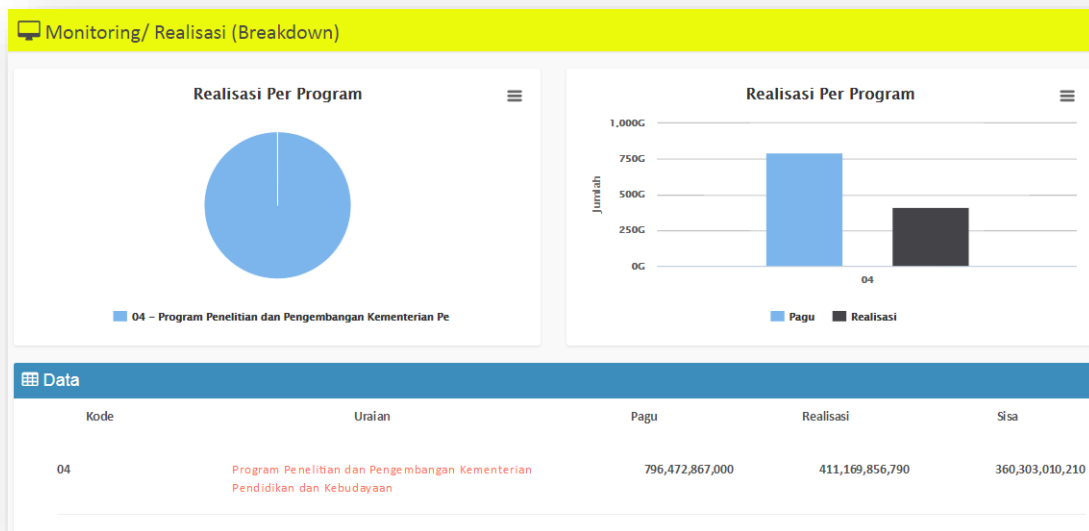 Monitoring/ Realisasi (Breakdown)
Realisasi Per Program
04 – Program Penelitian dan Pengembangan Kementerian Pe
Realisasi Per Program
Jumlah
1,000G
750G
500G
250G
0G
04
Pagu Realisasi
Data
Kode Uraian Pagu Realisasi Sisa
04 Program Penelitian dan Pengembangan Kementerian 796,472,867,000 411,169,856,790 360,303,010,210
Pendidikan dan Kebudayaan